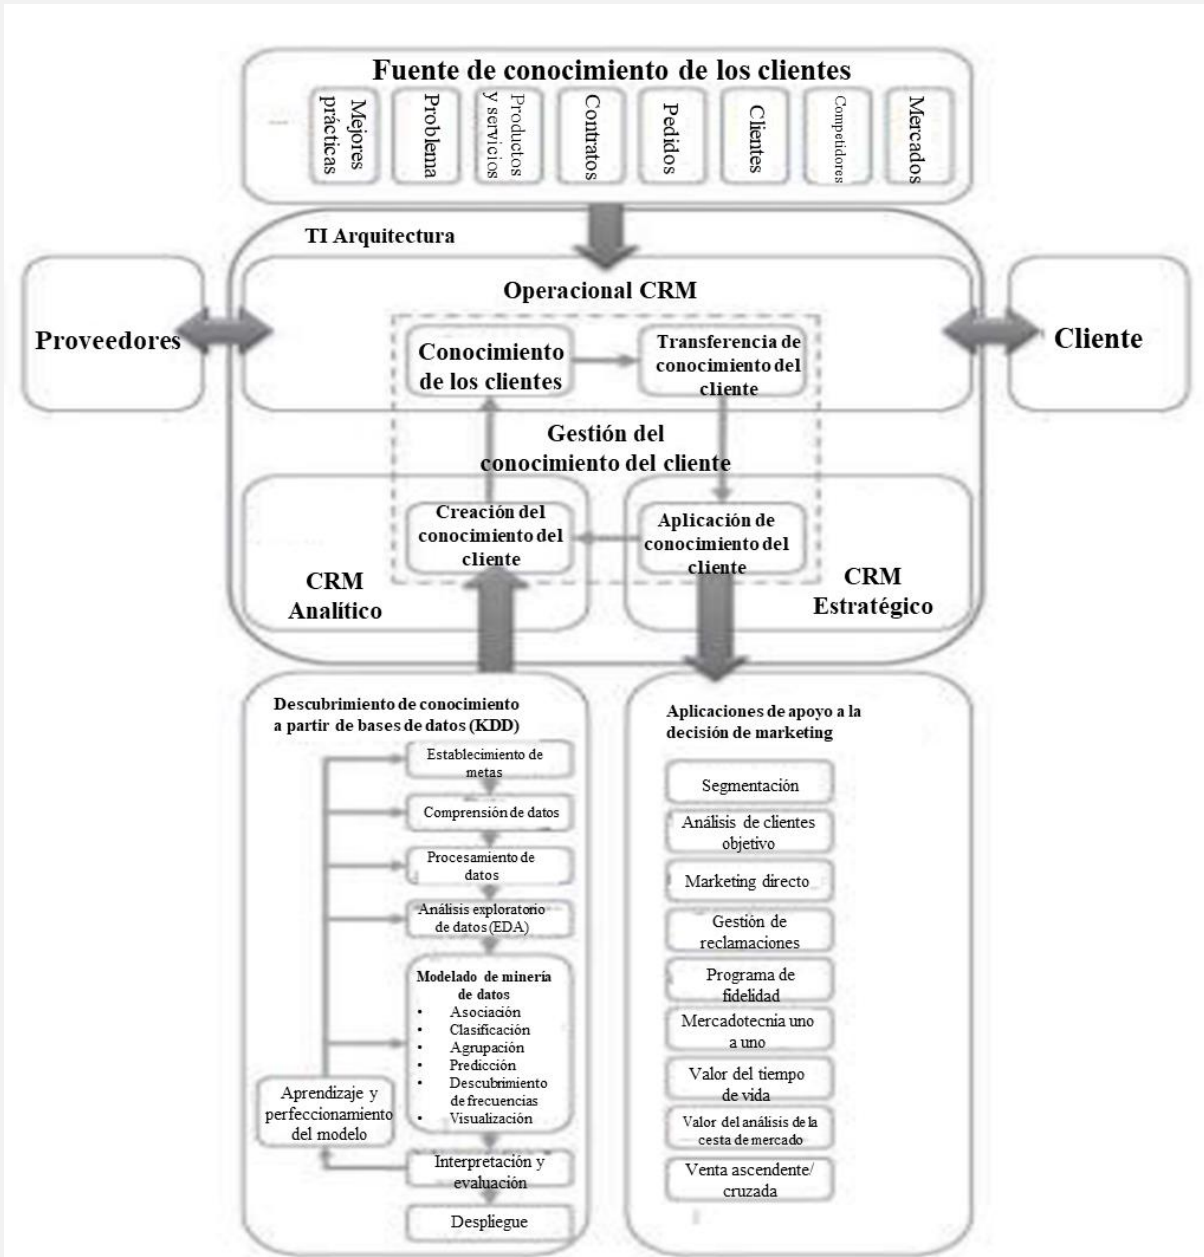 Fuente de conocimiento de los clientes
Mejores
prácticas
Problema
Productos
y servicios
Contratos
Pedidos
Clientes
Competidores
Mercados
TI Arquitectura
Operacional CRM
Proveedores
Cliente
Conocimiento
de los clientes
Transferencia de
conocimiento del
cliente
Gestión del
conocimiento del cliente
Creación del
conocimiento del
cliente
Aplicación de
conocimiento del
cliente
CRM
Analítico
CRM
Estratégico
Descubrimiento de conocimiento
a partir de bases de datos (KDD)
Establecimiento de
metas
Comprensión de datos
Procesamiento de
datos
Análisis exploratorio
de datos (EDA)
Modelado de minería
de datos
• Asociación
• Clasificación
• Agrupación
• Predicción
• Descubrimiento
de frecuencias
• Visualización
Aprendizaje y
perfeccionamiento
del modelo
Interpretación y
evaluación
Despliegue
Aplicaciones de apoyo a la
decisión de marketing
Segmentación
Análisis de clientes
objetivo
Marketing directo
Gestión de
reclamaciones
Programa de
fidelidad
Mercadotecnia uno
a uno
Valor del tiempo
de vida
Valor del análisis de la
cesta de mercado
Venta ascendente/
cruzada